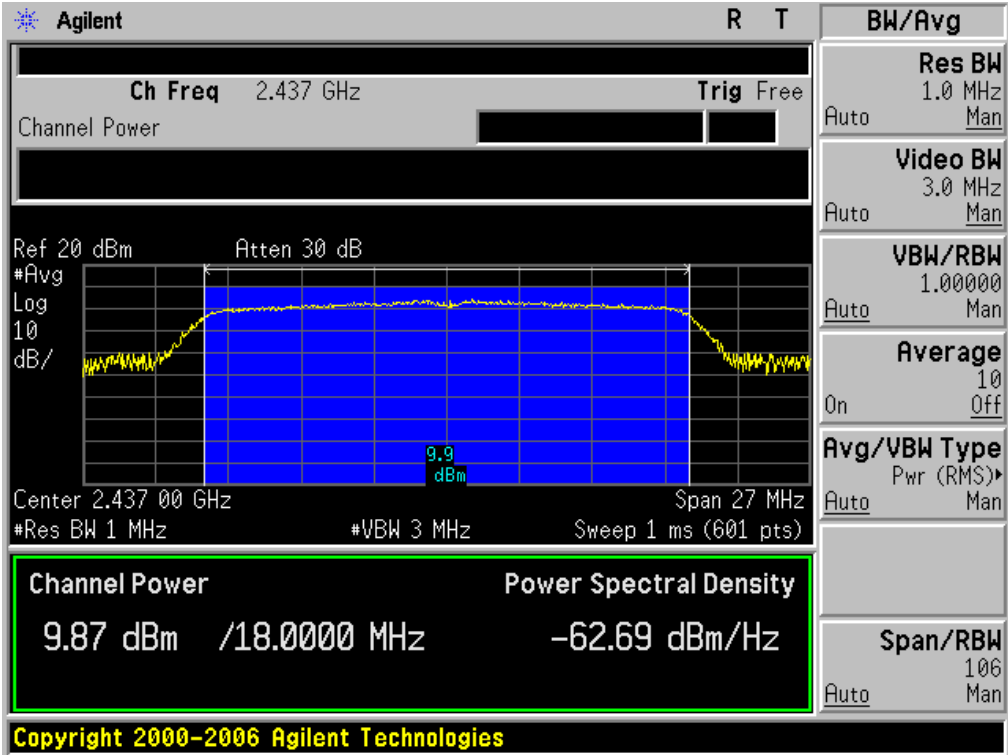 Agilent R T
Ch Freq 2.437 GHz Trig Free
Channel Power
Ref 20 dBm Atten 30 dB
#Avg
Log
10
dB/
9.9
dBm
Center 2.437 00 GHz Span 27 MHz
#Res BW 1 MHz #VBW 3 MHz Sweep 1 ms (601 pts)
Channel Power Power Spectral Density
9.87 dBm /18.0000 MHz -62.69 dBm/Hz
BW/Avg
Res BW
1.0 MHz
Auto Man
Video BW
3.0 MHz
Auto Man
VBW/RBW
1.00000
Auto Man
Average
10
On Off
Avg/VBW Type
Pwr (RMS)▸
Auto Man
Span/RBW
106
Auto Man
Copyright 2000-2006 Agilent Technologies